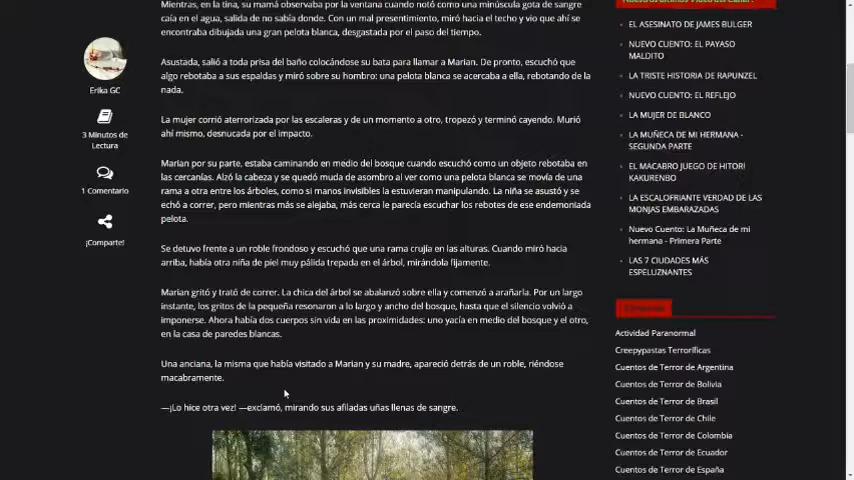 Mientras, en la tina, su mamá observaba por la ventana cuando notó como una minúscula gota de sangre
caía en el agua, salida de no sabía donde. Con un mal presentimiento, miró hacia el techo y vio que ahí se
encontraba dibujada una gran pelota blanca, desgastada por el paso del tiempo.
Asustada, salió a toda prisa del baño colocándose su bata para llamar a Marian. De pronto, escuchó que
algo rebotaba a sus espaldas y miró sobre su hombro: una pelota blanca se acercaba a ella, rebotando de la
nada.
La mujer corrió aterrorizada por las escaleras y de un momento a otro, tropezó y terminó cayendo. Murió
ahí mismo, desnucada por el impacto.
Marian por su parte, estaba caminando en medio del bosque cuando escuchó como un objeto rebotaba en
las cercanías. Alzó la cabeza y se quedó muda de asombro al ver como una pelota blanca se movía de una
rama a otra entre los árboles, como si manos invisibles la estuvieran manipulando. La niña se asustó y se
echó a correr, pero mientras más se alejaba, más cerca le parecía escuchar los rebotes de ese endemoniada
pelota.
Se detuvo frente a un roble frondoso y escuchó que una rama crujía en las alturas. Cuando miró hacia
arriba, había otra niña de piel muy pálida trepada en el árbol, mirándola fijamente.
Marian gritó y trató de correr. La chica del árbol se abalanzó sobre ella y comenzó a arañarla. Por un largo
instante, los gritos de la pequeña resonaron a lo largo y ancho del bosque, hasta que el silencio volvió a
imponerse. Ahora había dos cuerpos sin vida en las proximidades: uno yacía en medio del bosque y el otro,
en la casa de paredes blancas.
Una anciana, la misma que había visitado a Marian y su madre, apareció detrás de un roble, riéndose
macabramente.
—¡Lo hice otra vez! —exclamó, mirando sus afiladas uñas llenas de sangre.
Erika GC
3 Minutos de
Lectura
1 Comentario
¡Comparte!
EL ASESINATO DE JAMES BULGER
NUEVO CUENTO: EL PAYASO
MALDITO
LA TRISTE HISTORIA DE RAPUNZEL
NUEVO CUENTO: EL REFLEJO
LA MUJER DE BLANCO
LA MUÑECA DE MI HERMANA -
SEGUNDA PARTE
EL MACABRO JUEGO DE HITORI
KAKURENBO
LA ESCALOFRIANTE VERDAD DE LAS
MONJAS EMBARAZADAS
Nuevo Cuento: La Muñeca de mi
hermana - Primera Parte
LAS 7 CIUDADES MÁS
ESPELUZNANTES
Actividad Paranormal
Creepypastas Terroríficas
Cuentos de Terror de Argentina
Cuentos de Terror de Bolivia
Cuentos de Terror de Brasil
Cuentos de Terror de Chile
Cuentos de Terror de Colombia
Cuentos de Terror de Ecuador
Cuentos de Terror de España